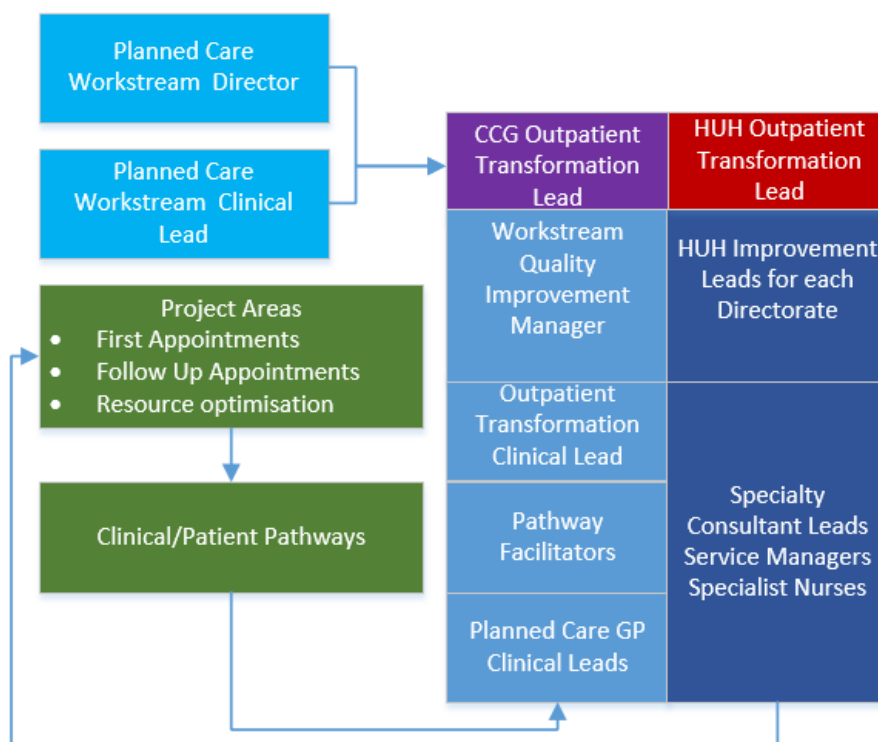 Planned Care
Workstream  Director
Planned Care
Workstream Clinical
Lead
Project Areas
• First Appointments
• Follow Up Appointments
• Resource optimisation
Clinical/Patient Pathways
CCG Outpatient
Transformation
Lead
Workstream
Quality
Improvement
Manager
Outpatient
Transformation
Clinical Lead
Pathway
Facilitators
Planned Care GP
Clinical Leads
HUH Outpatient
Transformation
Lead
HUH Improvement
Leads for each
Directorate
Specialty
Consultant Leads
Service Managers
Specialist Nurses